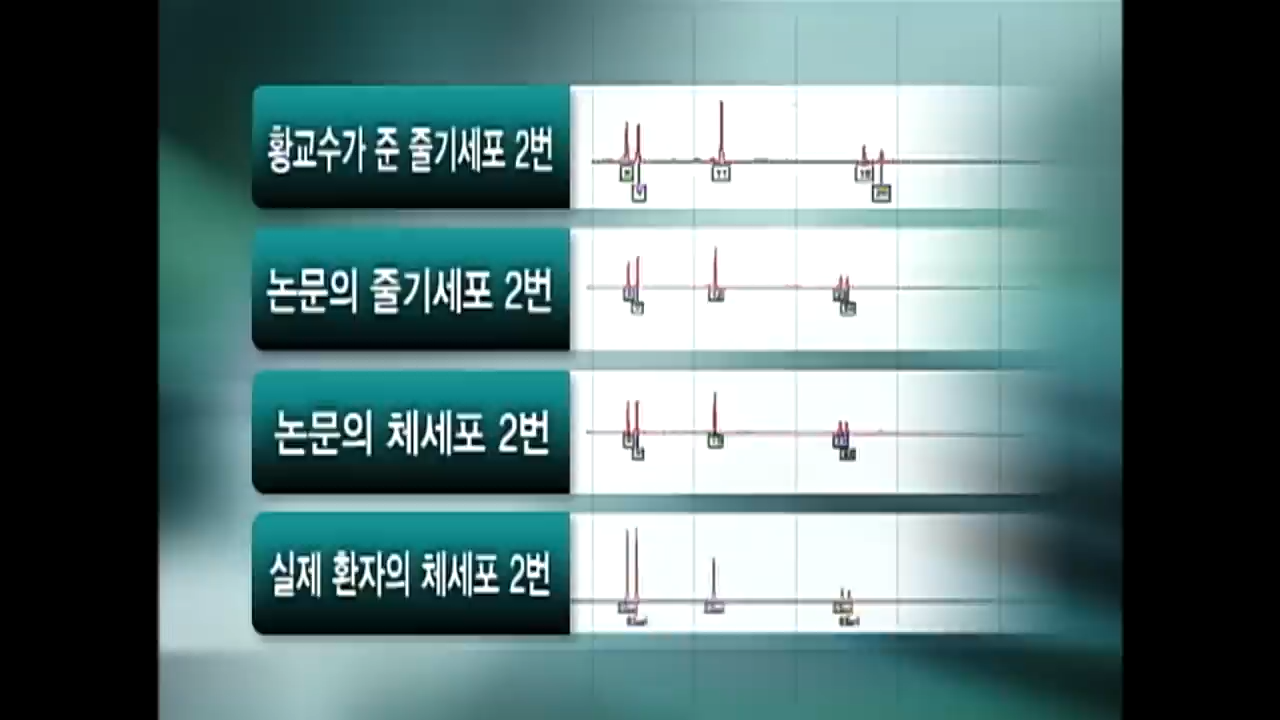 황교수가 준 줄기세포 2번
11
논문의 줄기세포 2번
논문의 체세포 2번
실제 환자의 체세포 2번